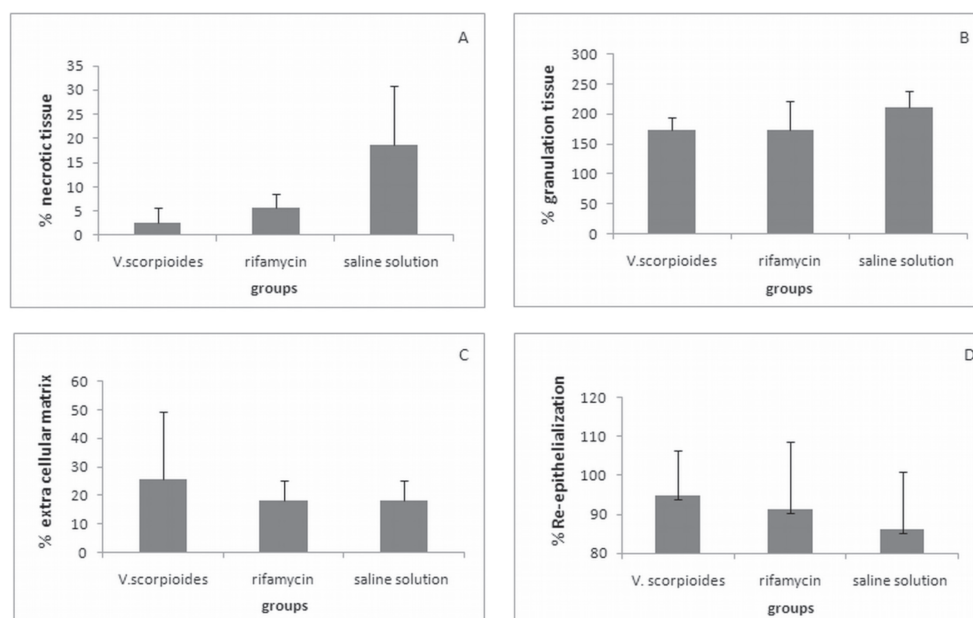 A
% necrotic tissue
35
30
25
20
15
10
5
0
V.scorpioides rifamycin saline solution
groups
B
% granulation tissue
300
250
200
150
100
50
0
V.scorpioides rifamycin saline solution
groups
C
% extra cellular matrix
60
50
40
30
20
10
0
V.scorpioides rifamycin saline solution
groups
D
% Re-epithelialization
120
110
100
90
80
V. scorpioides rifamycin saline solution
groups